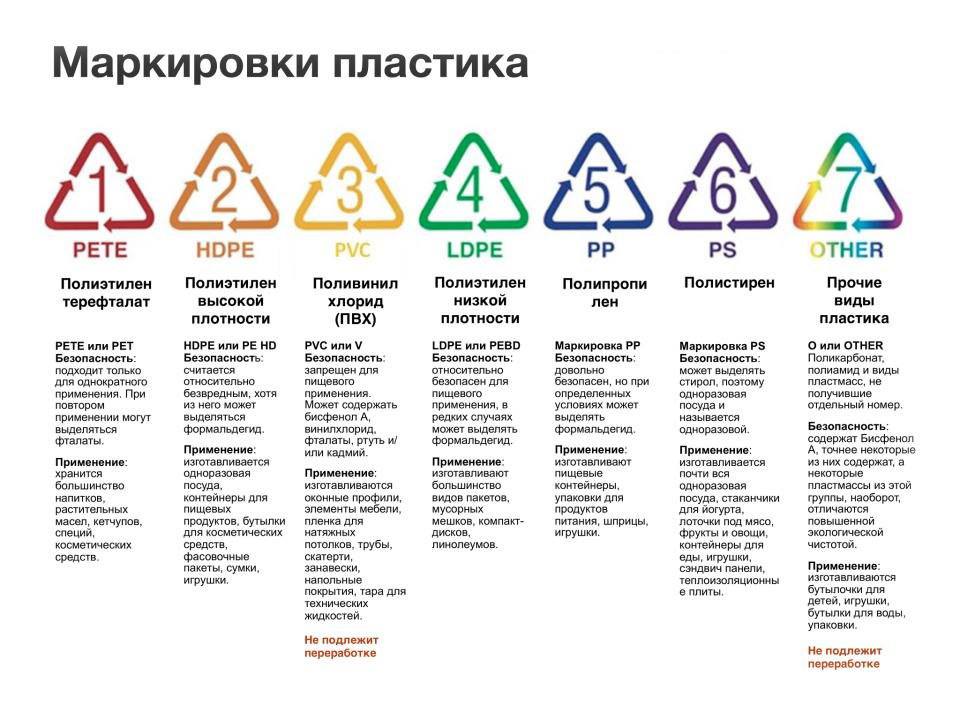 Маркировки пластика
1
PETE
Полиэтилен
терефталат
PETE или PET
Безопасность:
подходит только
для однократного
применения. При
повтором
применении могут
выделяться
фталаты.
Применение:
хранится
большинство
напитков,
растительных
масел, кетчупов,
специй,
косметических
средств.
2
HDPE
Полиэтилен
высокой
плотности
HDPE или PE HD
Безопасность:
считается
относительно
безвредным, хотя
из него может
выделяться
формальдегид.
Применение:
изготавливается
одноразовая
посуда,
контейнеры для
пищевых
продуктов, бутылки
для косметических
средств,
фасовочные
пакеты, сумки,
игрушки.
3
PVC
Поливинил
хлорид
(ПВХ)
PVC или V
Безопасность:
запрещен для
пищевого
применения.
Может содержать
бисфенол А,
винилхлорид,
фталаты, ртуть и/
или кадмий.
Применение:
изготавливаются
оконные профили,
элементы мебели,
пленка для
натяжных
потолков, трубы,
скатерти,
занавески,
напольные
покрытия, тара для
технических
жидкостей.
Не подлежит
переработке
4
LDPE
Полиэтилен
низкой
плотности
LDPE или PEBD
Безопасность:
относительно
безопасен для
пищевого
применения, в
редких случаях
может выделять
формальдегид.
Применение:
изготавливают
большинство
видов пакетов,
мусорных
мешков, компакт-
дисков,
линолеумов.
5
PP
Полипропи
лен
Маркировка PP
Безопасность:
довольно
безопасен, но при
определенных
условиях может
выделять
формальдегид.
Применение:
изготавливают
пищевые
контейнеры,
упаковки для
продуктов
питания, шприцы,
игрушки.
6
PS
Полистирен
Маркировка PS
Безопасность:
может выделять
стирол, поэтому
одноразовая
посуда и
называется
одноразовой.
Применение:
изготавливается
почти вся
одноразовая
посуда, стаканчики
для йогурта,
лоточки под мясо,
фрукты и овощи,
контейнеры для
еды, игрушки,
сэндвич панели,
теплоизоляционны
е плиты.
7
OTHER
Прочие
виды
пластика
O или OTHER
Поликарбонат,
полиамид и виды
пластмасс, не
получившие
отдельный номер.
Безопасность:
содержат Бисфенол
А, точнее некоторые
из них содержат, а
некоторые
пластмассы из этой
группы, наоборот,
отличаются
повышенной
экологической
чистотой.
Применение:
изготавливаются
бутылочки для
детей, игрушки,
бутылки для воды,
упаковки.
Не подлежит
переработке